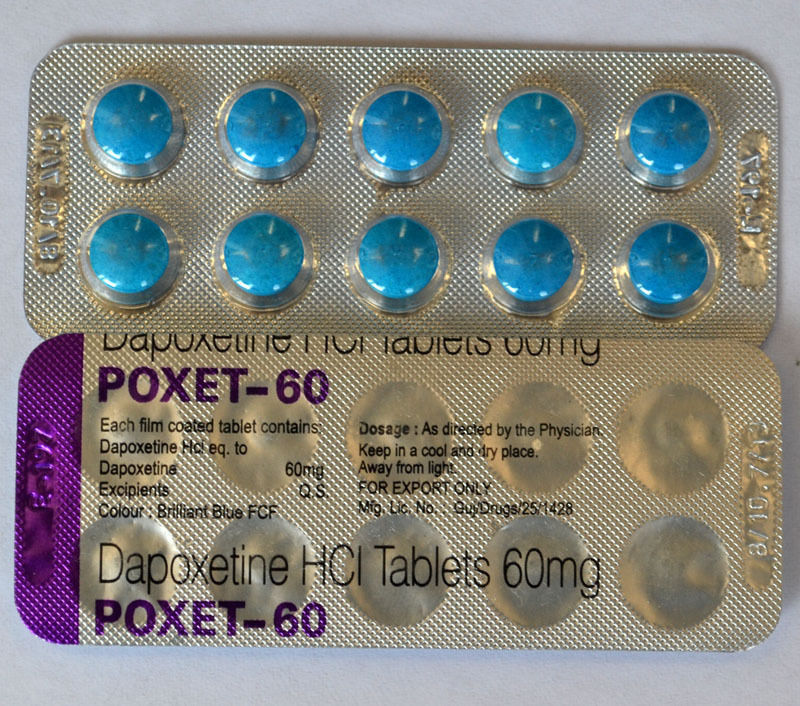 Dapoxetine HCl Tablets 60mg
POXET-60
Each film coated tablet contains:
Dapoxetine Hcl eq. to
Dapoxetine 60mg
Excipients Q.S.
Colour : Brilliant Blue FCF
Dosage : As directed by the Physician
Keep in a cool and dry place.
Away from light.
FOR EXPORT ONLY
Mfg. Lic. No. : Guj/Drugs/25/1428
Dapoxetine HCl Tablets 60mg
POXET-60